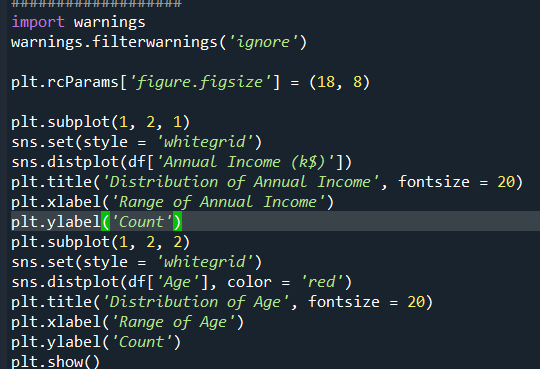 ###################
import warnings
warnings.filterwarnings('ignore')
plt.rcParams['figure.figsize'] = (18, 8)
plt.subplot(1, 2, 1)
sns.set(style = 'whitegrid')
sns.distplot(df['Annual Income (k$)'])
plt.title('Distribution of Annual Income', fontsize = 20)
plt.xlabel('Range of Annual Income')
plt.ylabel('Count')
plt.subplot(1, 2, 2)
sns.set(style = 'whitegrid')
sns.distplot(df['Age'], color = 'red')
plt.title('Distribution of Age', fontsize = 20)
plt.xlabel('Range of Age')
plt.ylabel('Count')
plt.show()